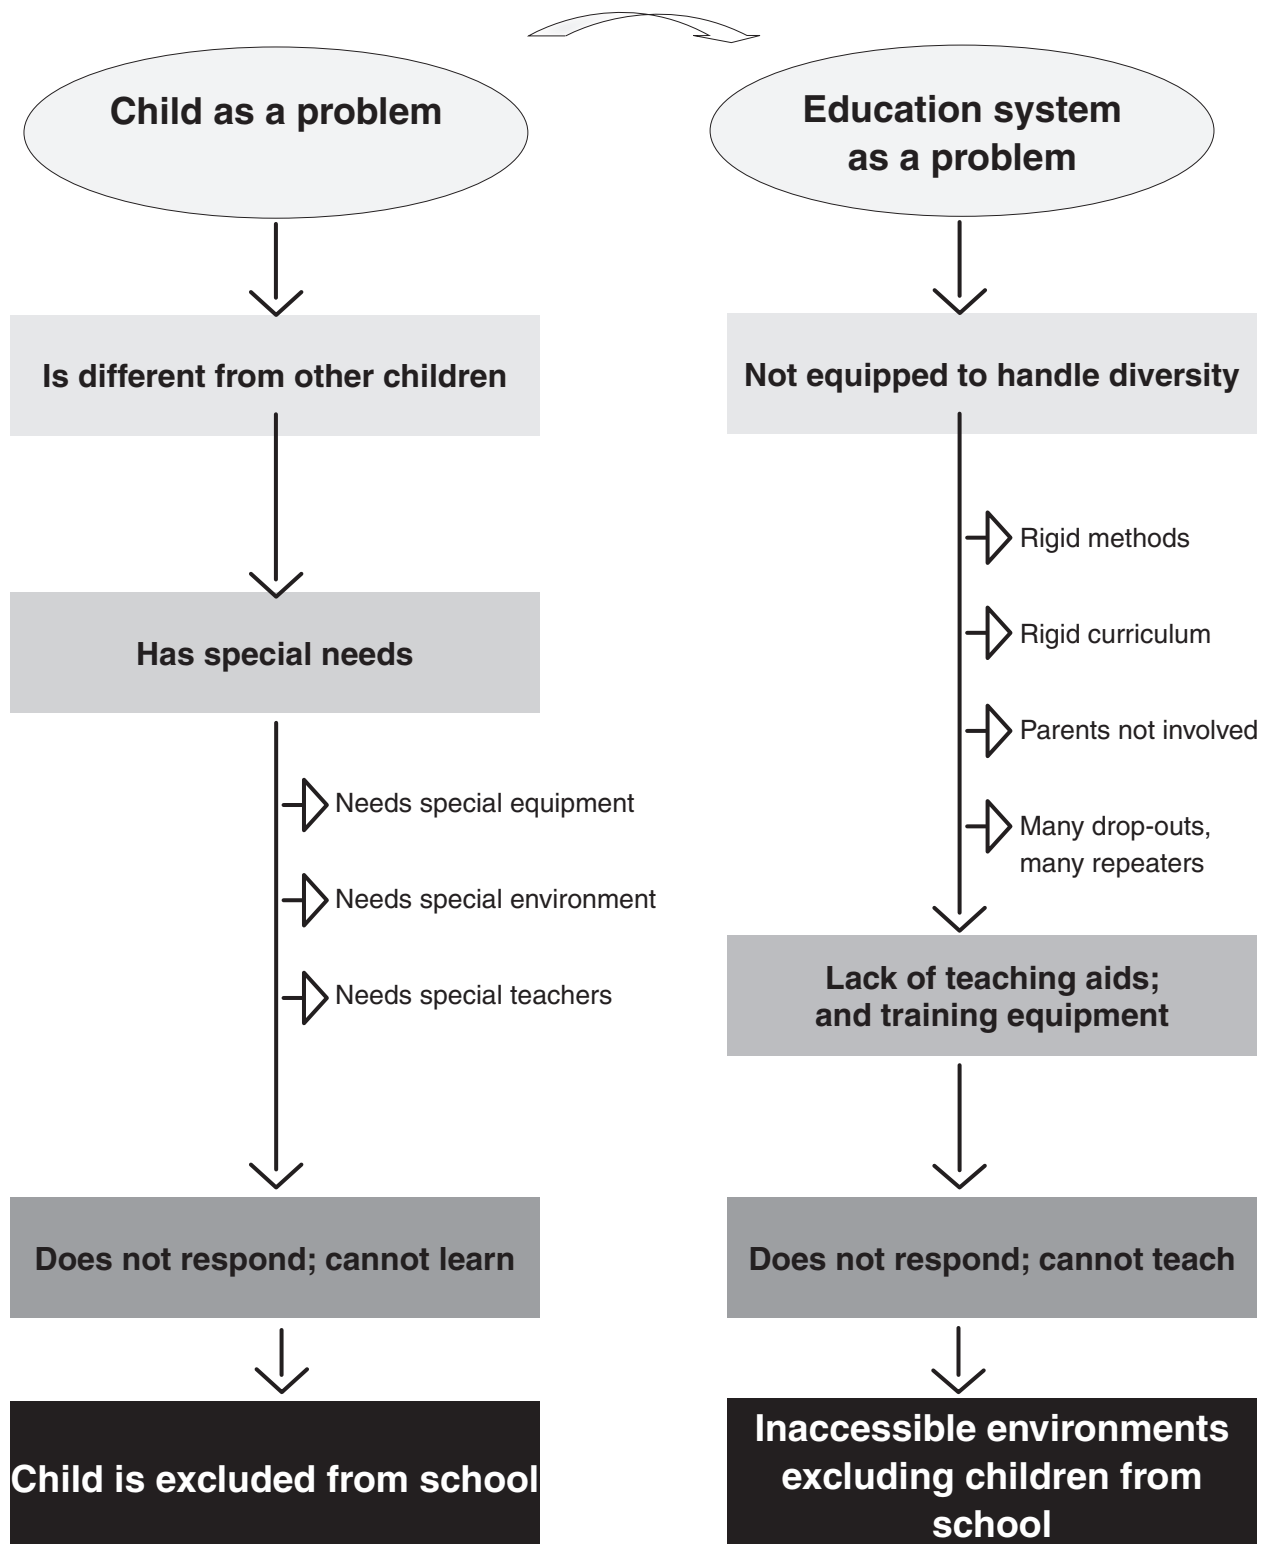 Child as a problem
Is different from other children
Has special needs
Needs special equipment
Needs special environment
Needs special teachers
Does not respond; cannot learn
Child is excluded from school
Education system
as a problem
Not equipped to handle diversity
Rigid methods
Rigid curriculum
Parents not involved
Many drop-outs,
many repeaters
Lack of teaching aids;
and training equipment
Does not respond; cannot teach
Inaccessible environments
excluding children from
school